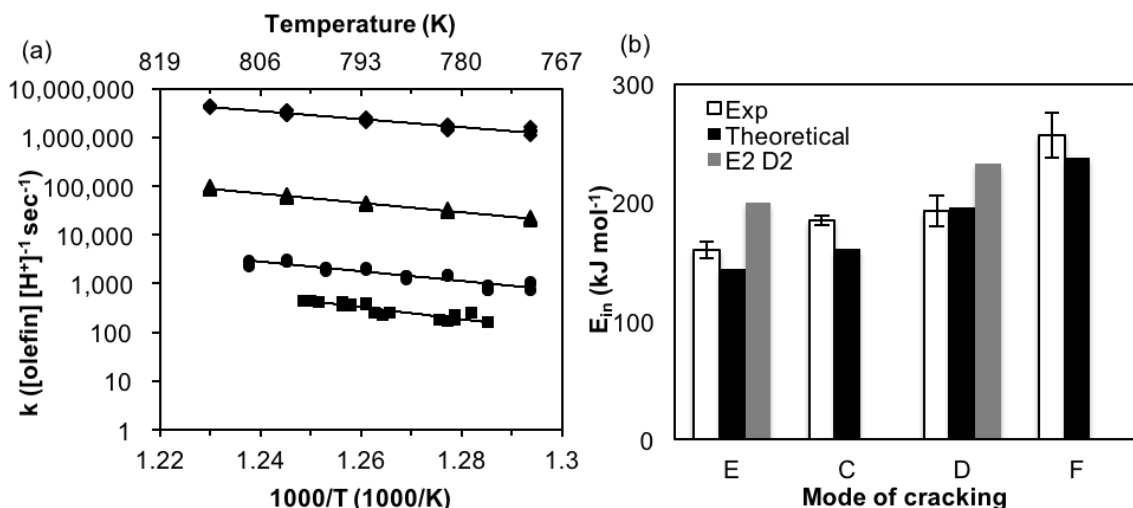 Temperature (K)
(a)
819 806 793 780 767
10,000,000
1,000,000
100,000
10,000
1,000
100
10
1
k ([olefin] [H⁺]⁻¹ sec⁻¹)
1.22 1.24 1.26 1.28 1.3
1000/T (1000/K)
(b)
300
200
100
0
E_in (kJ mol⁻¹)
Exp
Theoretical
E2 D2
E C D F
Mode of cracking